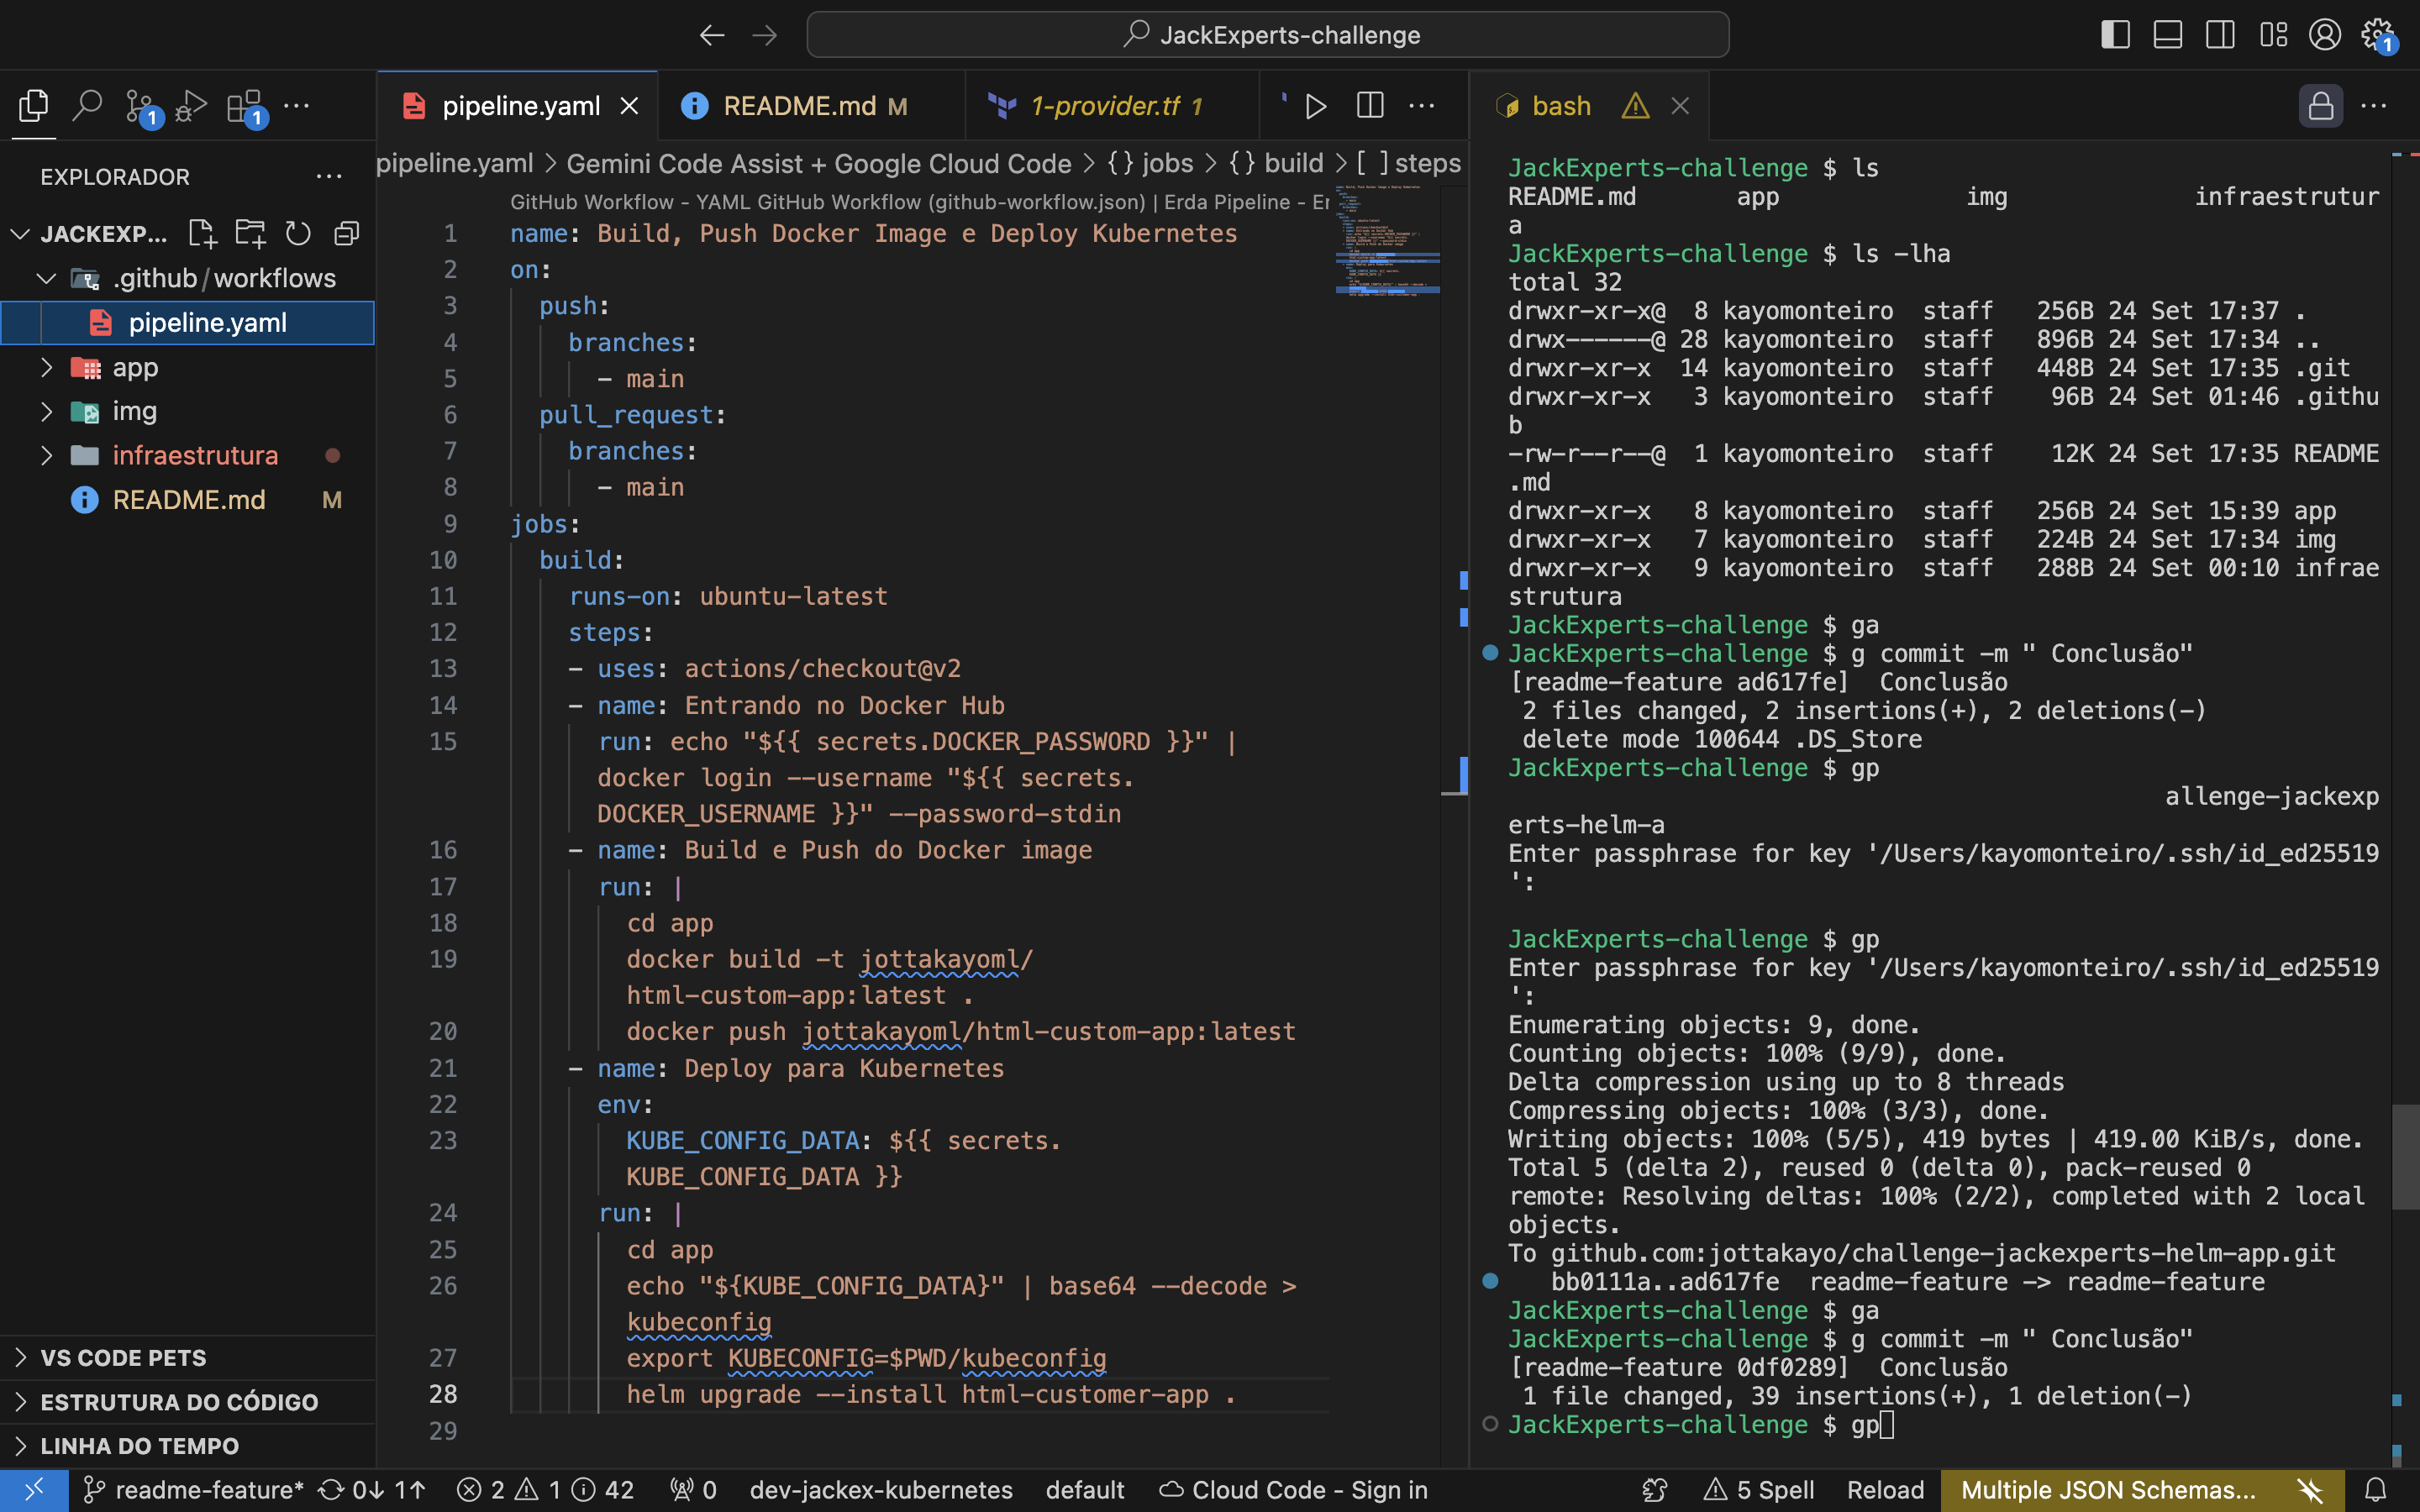 JackExperts-challenge
1
1
1
pipeline.yaml
README.md M
1-provider.tf 1
bash
EXPLORADOR
JACKEXP...
.github/workflows
pipeline.yaml
app
img
infraestrutura
README.md M
VS CODE PETS
ESTRUTURA DO CÓDIGO
LINHA DO TEMPO
pipeline.yaml > Gemini Code Assist + Google Cloud Code > {} jobs > {} build > [ ] steps
GitHub Workflow - YAML GitHub Workflow (github-workflow.json) | Erda Pipeline - Er
1 name: Build, Push Docker Image e Deploy Kubernetes
2 on:
3 push:
4 branches:
5 - main
6 pull_request:
7 branches:
8 - main
9 jobs:
10 build:
11 runs-on: ubuntu-latest
12 steps:
13 - uses: actions/checkout@v2
14 - name: Entrando no Docker Hub
15 run: echo "${{ secrets.DOCKER_PASSWORD }}" |
docker login --username "${{ secrets.
DOCKER_USERNAME }}" --password-stdin
16 - name: Build e Push do Docker image
17 run: |
18 cd app
19 docker build -t jottakayoml/
html-custom-app:latest .
20 docker push jottakayoml/html-custom-app:latest
21 - name: Deploy para Kubernetes
22 env:
23 KUBE_CONFIG_DATA: ${{ secrets.
KUBE_CONFIG_DATA }}
24 run: |
25 cd app
26 echo "${KUBE_CONFIG_DATA}" | base64 --decode >
kubeconfig
27 export KUBECONFIG=$PWD/kubeconfig
28 helm upgrade --install html-customer-app .
29
JackExperts-challenge $ ls
README.md app img infraestrutur
a
JackExperts-challenge $ ls -lha
total 32
drwxr-xr-x@ 8 kayomonteiro staff 256B 24 Set 17:37 .
drwx------@ 28 kayomonteiro staff 896B 24 Set 17:34 ..
drwxr-xr-x 14 kayomonteiro staff 448B 24 Set 17:35 .git
drwxr-xr-x 3 kayomonteiro staff 96B 24 Set 01:46 .githu
b
-rw-r--r--@ 1 kayomonteiro staff 12K 24 Set 17:35 README
.md
drwxr-xr-x 8 kayomonteiro staff 256B 24 Set 15:39 app
drwxr-xr-x 7 kayomonteiro staff 224B 24 Set 17:34 img
drwxr-xr-x 9 kayomonteiro staff 288B 24 Set 00:10 infrae
strutura
JackExperts-challenge $ ga
JackExperts-challenge $ g commit -m " Conclusão"
[readme-feature ad617fe] Conclusão
2 files changed, 2 insertions(+), 2 deletions(-)
delete mode 100644 .DS_Store
JackExperts-challenge $ gp
allenge-jackexp
erts-helm-a
Enter passphrase for key '/Users/kayomonteiro/.ssh/id_ed25519
':
JackExperts-challenge $ gp
Enter passphrase for key '/Users/kayomonteiro/.ssh/id_ed25519
':
Enumerating objects: 9, done.
Counting objects: 100% (9/9), done.
Delta compression using up to 8 threads
Compressing objects: 100% (3/3), done.
Writing objects: 100% (5/5), 419 bytes | 419.00 KiB/s, done.
Total 5 (delta 2), reused 0 (delta 0), pack-reused 0
remote: Resolving deltas: 100% (2/2), completed with 2 local
objects.
To github.com:jottakayo/challenge-jackexperts-helm-app.git
bb0111a..ad617fe readme-feature -> readme-feature
JackExperts-challenge $ ga
JackExperts-challenge $ g commit -m " Conclusão"
[readme-feature 0df0289] Conclusão
1 file changed, 39 insertions(+), 1 deletion(-)
JackExperts-challenge $ gp
readme-feature* 0↓ 1↑ 2 1 42 0 dev-jackex-kubernetes default Cloud Code - Sign in 5 Spell Reload Multiple JSON Schemas...